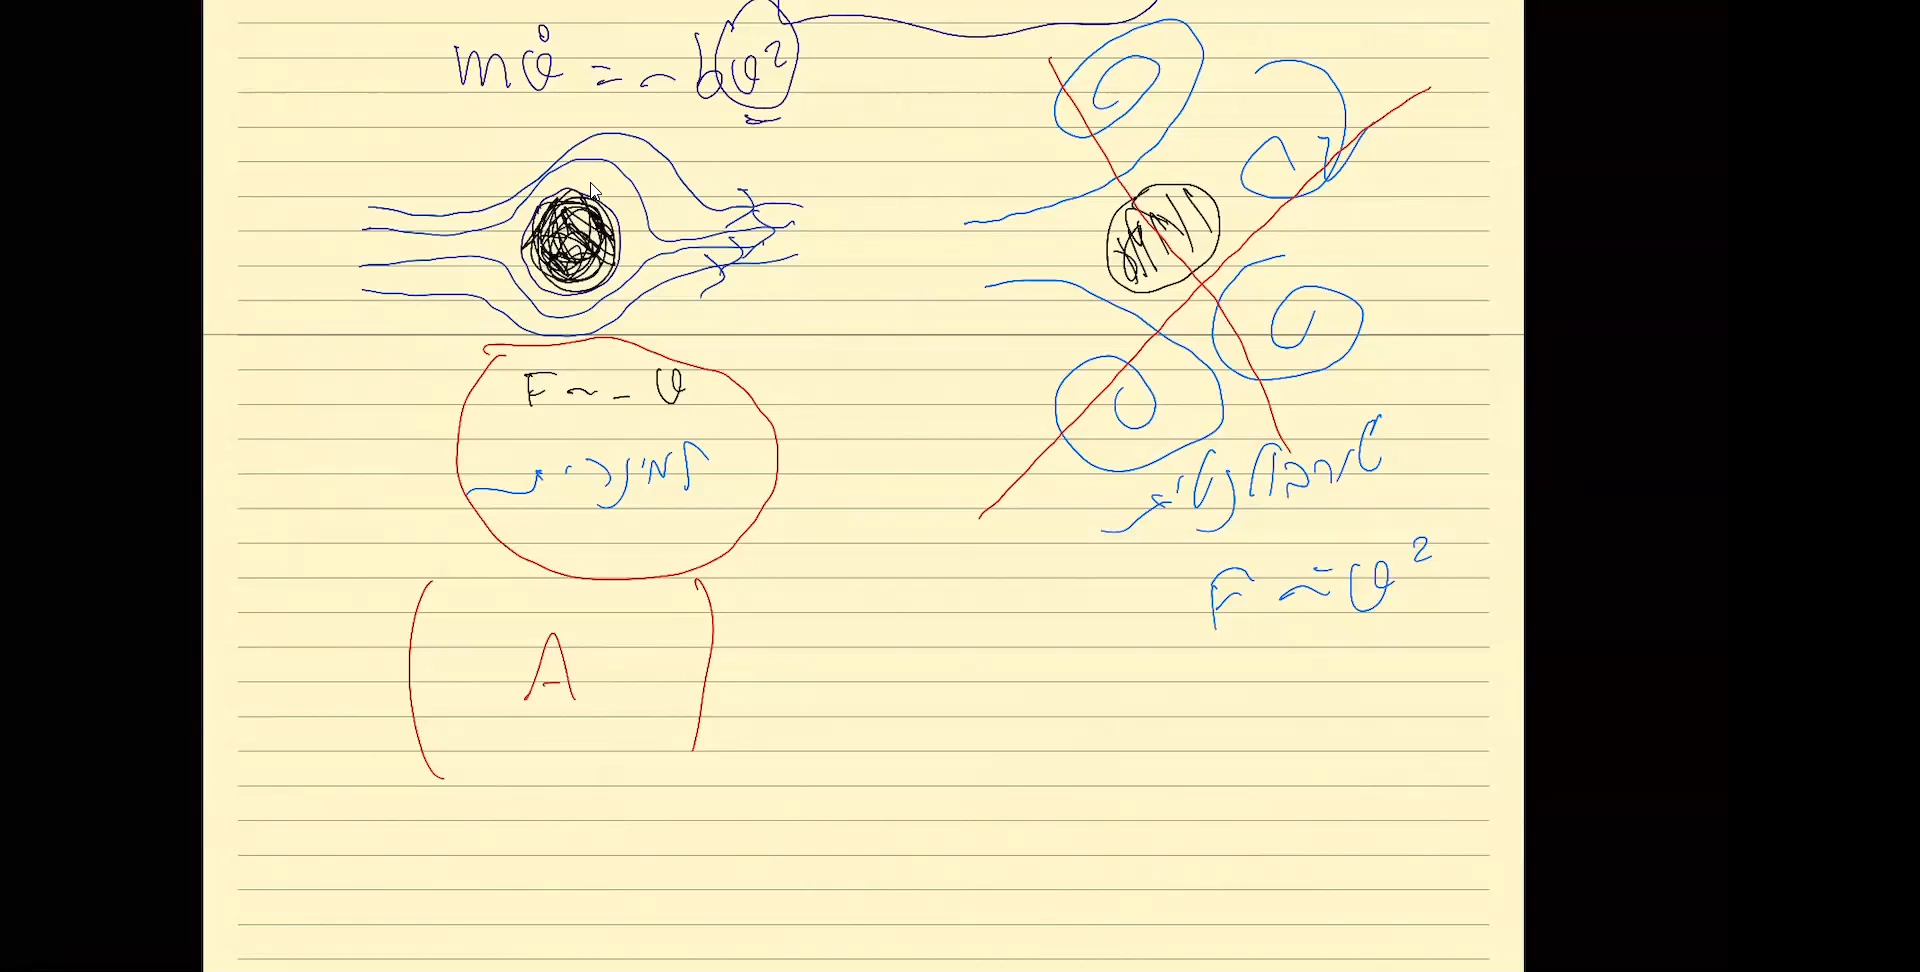 mv̇ = - bv²
F ~ - v
למינרי
טורבולנטי
F ~ - v²
A